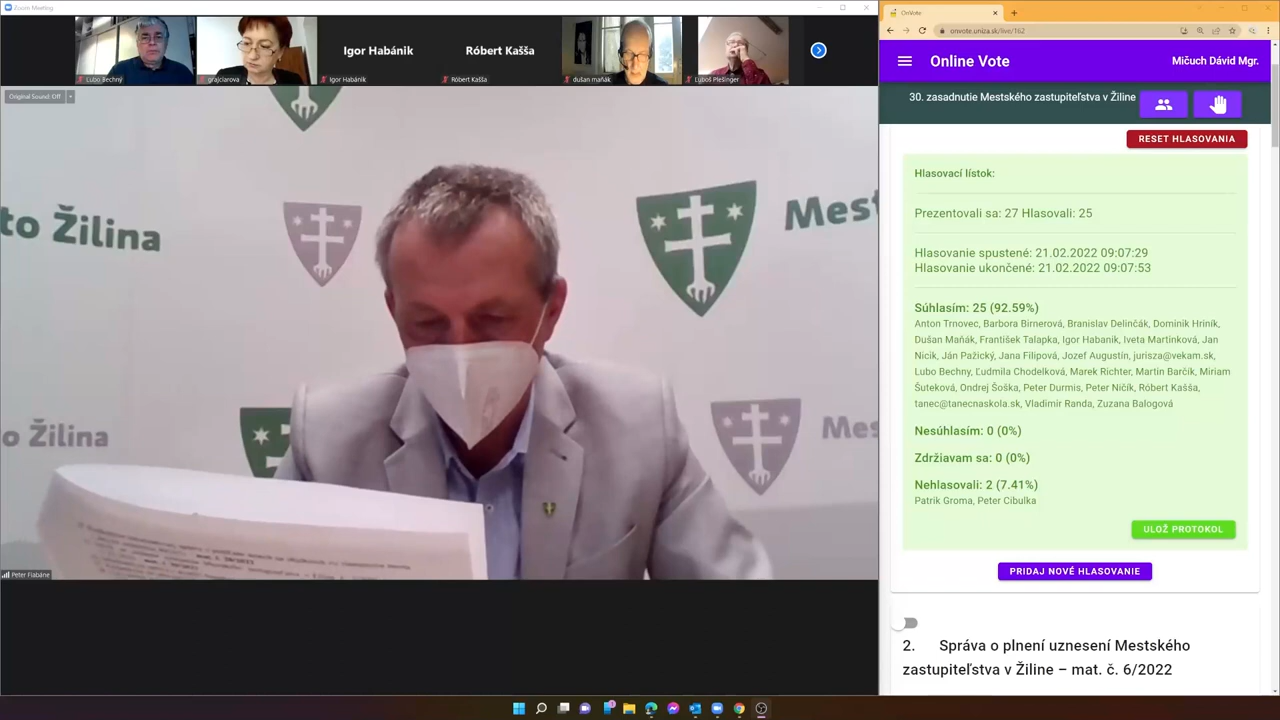 Zoom Meeting
Lubo Bechný
grajciarova
Igor Habánik
Igor Habánik
Róbert Kašša
Róbert Kašša
dušan maňák
Ľuboš Plešinger
Original Sound: Off
to Žilina
Mest
to Žilina
Mes
Peter Fiabáne
OnVote
onvote.uniza.sk/live/162
Online Vote
Mičuch Dávid Mgr.
30. zasadnutie Mestského zastupiteľstva v Žiline
RESET HLASOVANIA
Hlasovací lístok:
Prezentovali sa: 27 Hlasovali: 25
Hlasovanie spustené: 21.02.2022 09:07:29
Hlasovanie ukončené: 21.02.2022 09:07:53
Súhlasím: 25 (92.59%)
Anton Trnovec, Barbora Birnerová, Branislav Delinčák, Dominik Hriník,
Dušan Maňák, František Talapka, Igor Habaník, Iveta Martinková, Jan
Nicik, Ján Pažický, Jana Filipová, Jozef Augustín, jurisza@vekam.sk,
Lubo Bechny, Ľudmila Chodelková, Marek Richter, Martin Barčík, Miriam
Šuteková, Ondrej Šoška, Peter Durmis, Peter Ničík, Róbert Kašša,
tanec@tanecnaskola.sk, Vladimir Randa, Zuzana Balogová
Nesúhlasím: 0 (0%)
Zdržiavam sa: 0 (0%)
Nehlasovali: 2 (7.41%)
Patrik Groma, Peter Cibulka
ULOŽ PROTOKOL
PRIDAJ NOVÉ HLASOVANIE
2. Správa o plnení uznesení Mestského
zastupiteľstva v Žiline – mat. č. 6/2022